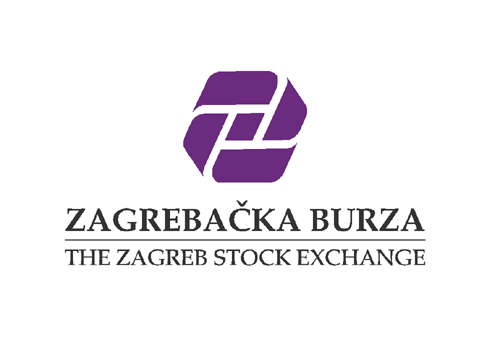 ZAGREBAČKA BURZA
THE ZAGREB STOCK EXCHANGE